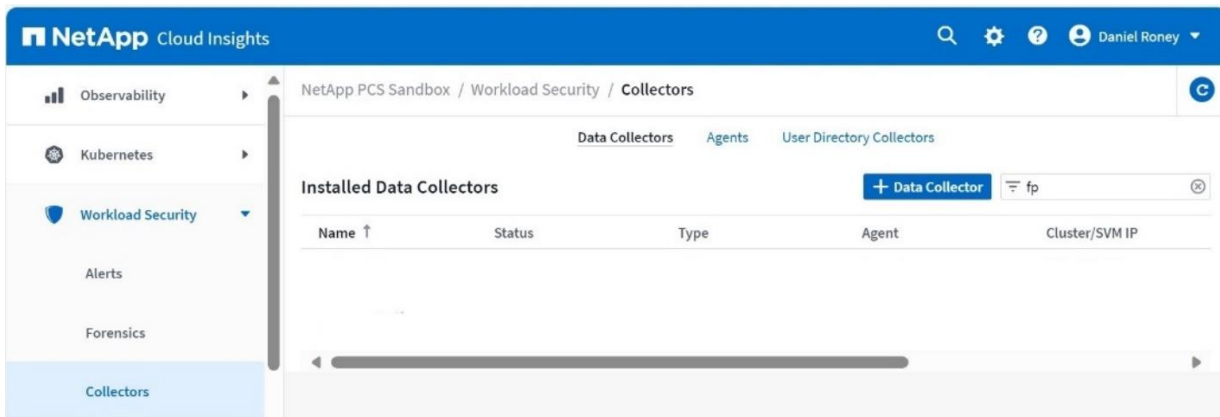 NetApp Cloud Insights
Daniel Roney
Observability
Kubernetes
Workload Security
Alerts
Forensics
Collectors
NetApp PCS Sandbox / Workload Security / Collectors
Data Collectors Agents User Directory Collectors
Installed Data Collectors
+ Data Collector
fp
Name ↑ Status Type Agent Cluster/SVM IP